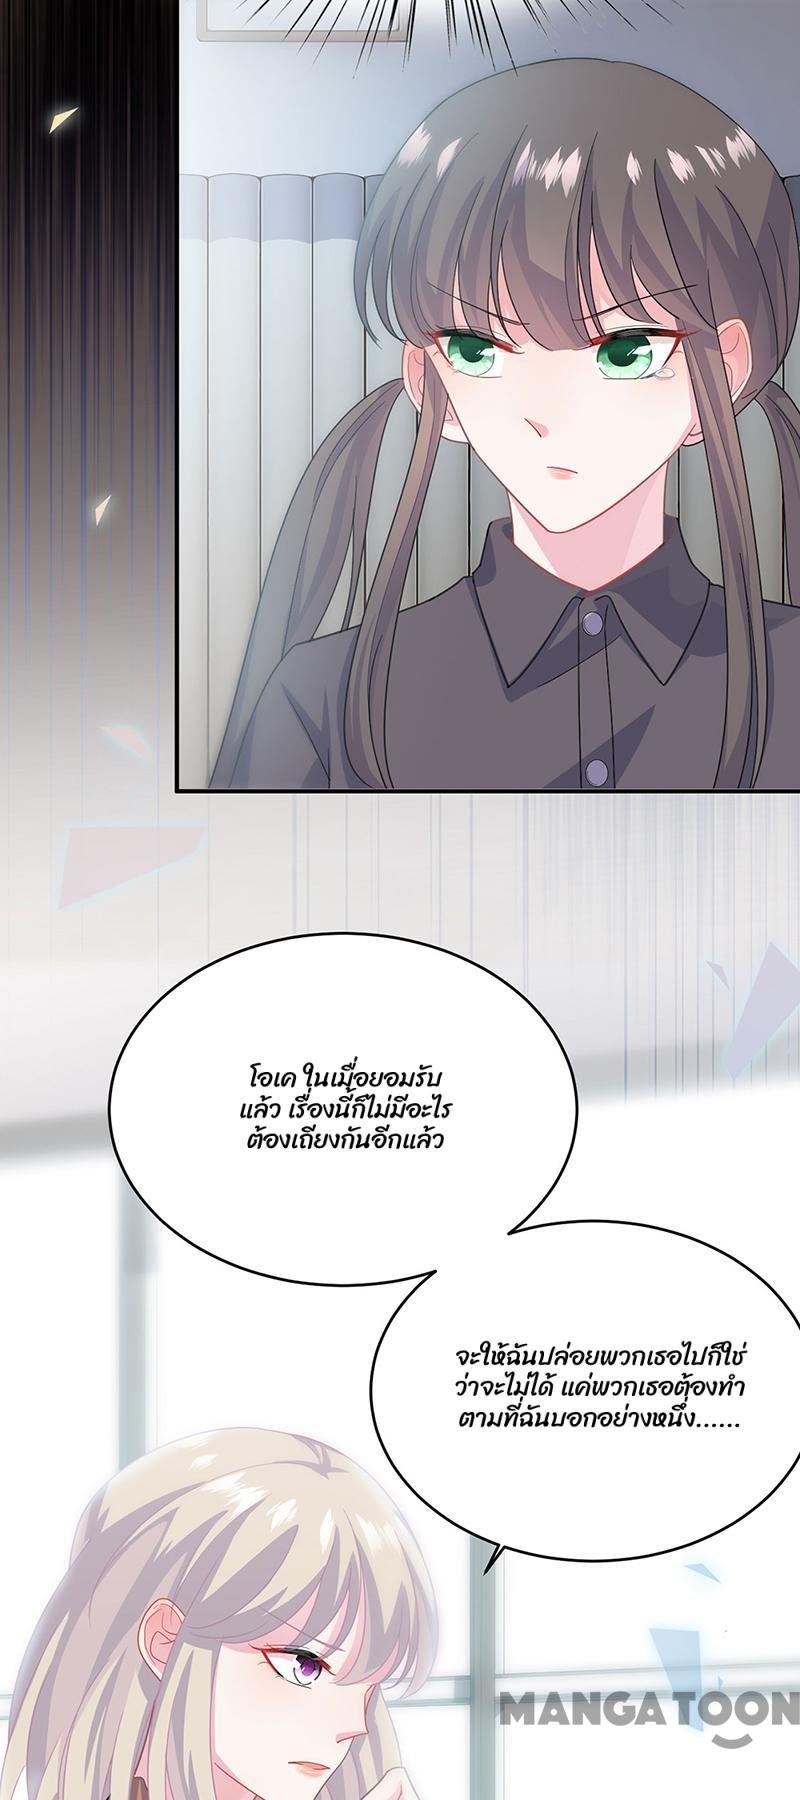 โอเค ในเมื่อยอมรับ
แล้ว เรื่องนี้ก็ไม่มีอะไร
ต้องเถียงกันอีกแล้ว
จะให้ฉันปล่อยพวกเธอไปก็ใช่
ว่าจะไม่ได้ แค่พวกเธอต้องทำ
ตามที่ฉันบอกอย่างหนึ่ง......
MANGATOON